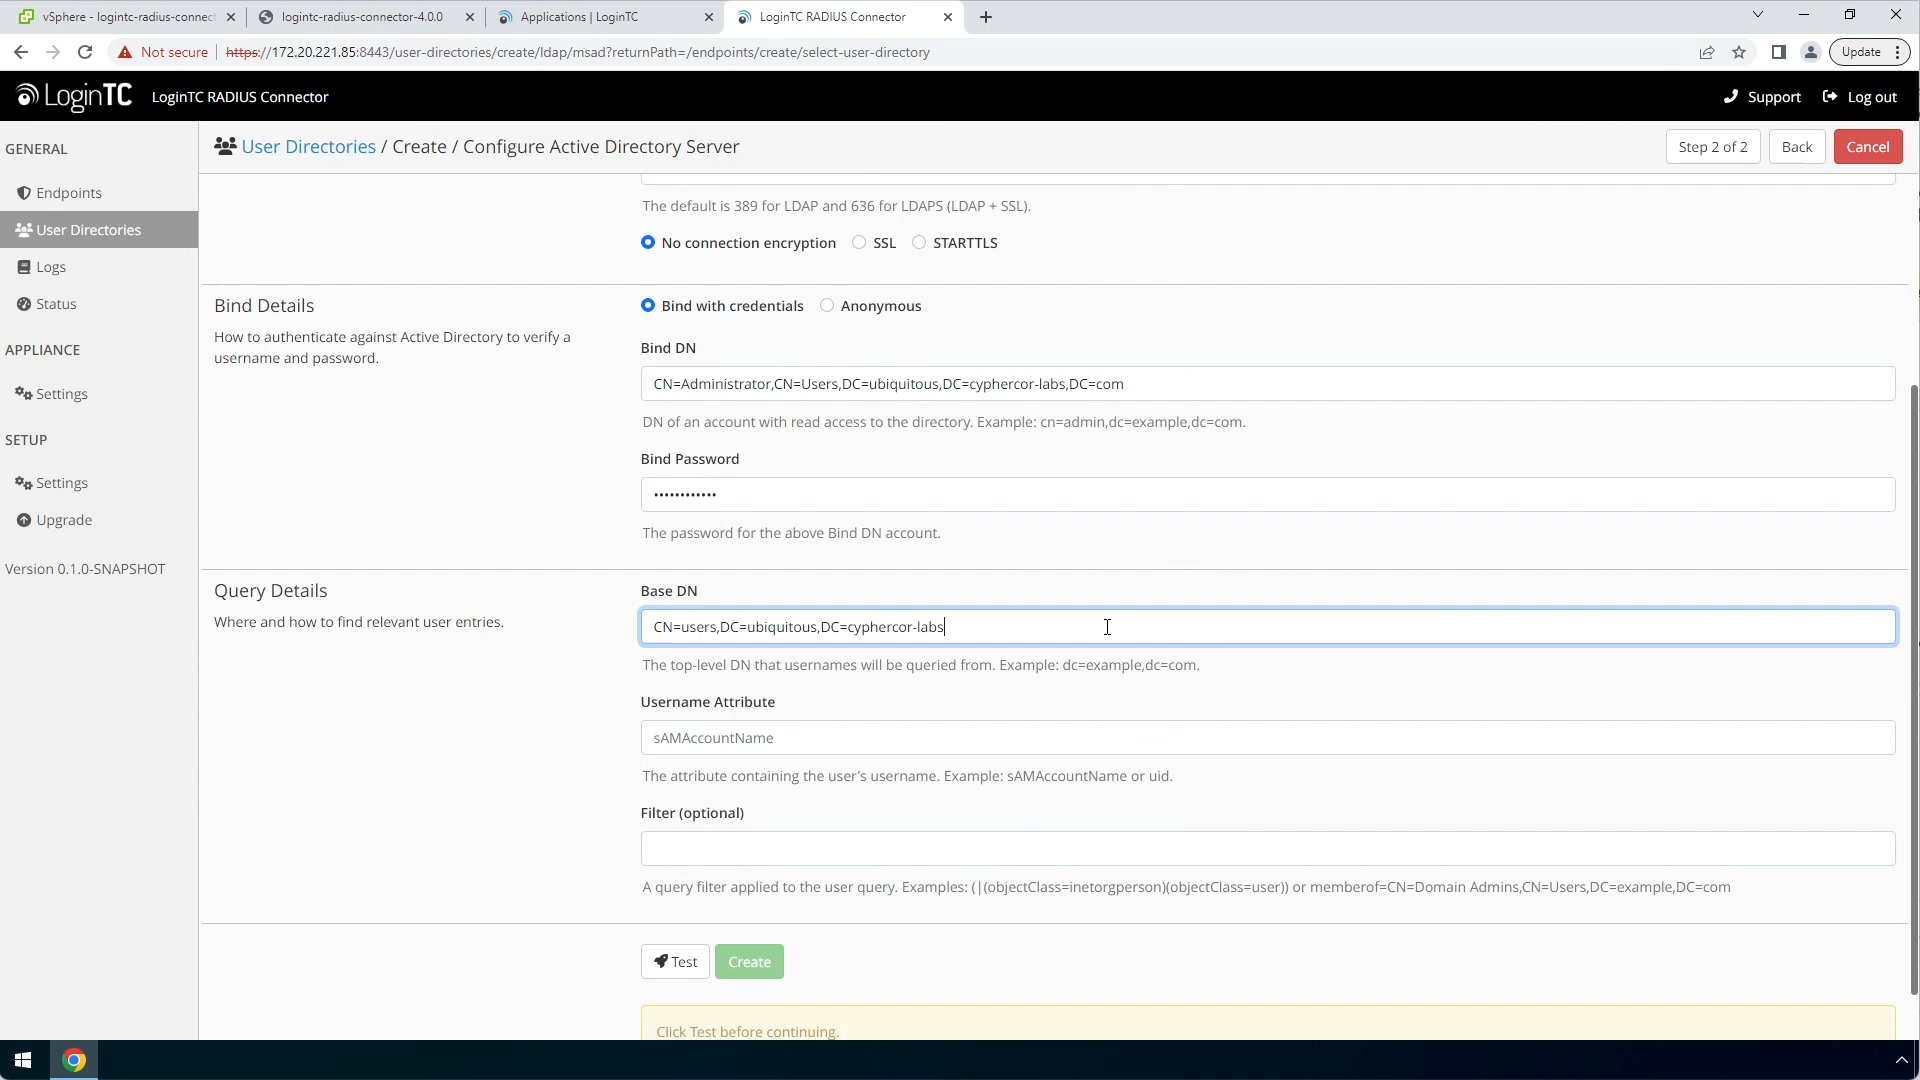 vSphere - logintc-radius-connect
logintc-radius-connector-4.0.0
Applications | LoginTC
LoginTC RADIUS Connector
Not secure
https://172.20.221.85:8443/user-directories/create/ldap/msad?returnPath=/endpoints/create/select-user-directory
Update
LoginTC
LoginTC RADIUS Connector
Support
Log out
GENERAL
Endpoints
User Directories
Logs
Status
APPLIANCE
Settings
SETUP
Settings
Upgrade
Version 0.1.0-SNAPSHOT
User Directories / Create / Configure Active Directory Server
Step 2 of 2
Back
Cancel
The default is 389 for LDAP and 636 for LDAPS (LDAP + SSL).
No connection encryption
SSL
STARTTLS
Bind Details
How to authenticate against Active Directory to verify a
username and password.
Bind with credentials
Anonymous
Bind DN
CN=Administrator,CN=Users,DC=ubiquitous,DC=cyphercor-labs,DC=com
DN of an account with read access to the directory. Example: cn=admin,dc=example,dc=com.
Bind Password
••••••••••••
The password for the above Bind DN account.
Query Details
Where and how to find relevant user entries.
Base DN
CN=users,DC=ubiquitous,DC=cyphercor-labs
The top-level DN that usernames will be queried from. Example: dc=example,dc=com.
Username Attribute
sAMAccountName
The attribute containing the user's username. Example: sAMAccountName or uid.
Filter (optional)
A query filter applied to the user query. Examples: (|(objectClass=inetorgperson)(objectClass=user)) or memberof=CN=Domain Admins,CN=Users,DC=example,DC=com
Test
Create
Click Test before continuing.